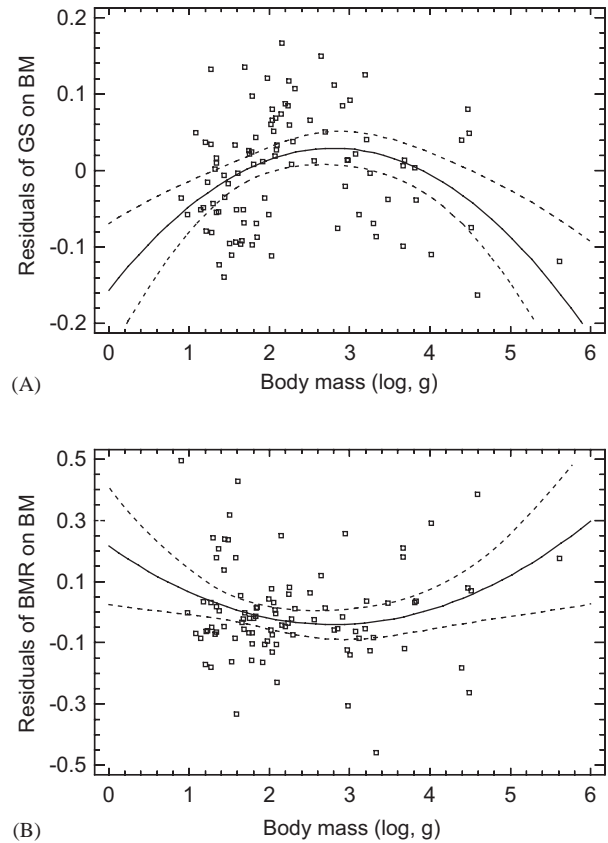 0.2
0.1
0
-0.1
-0.2
Residuals of GS on BM
0 1 2 3 4 5 6
(A)
Body mass (log, g)
0.5
0.3
0.1
-0.1
-0.3
-0.5
Residuals of BMR on BM
0 1 2 3 4 5 6
(B)
Body mass (log, g)